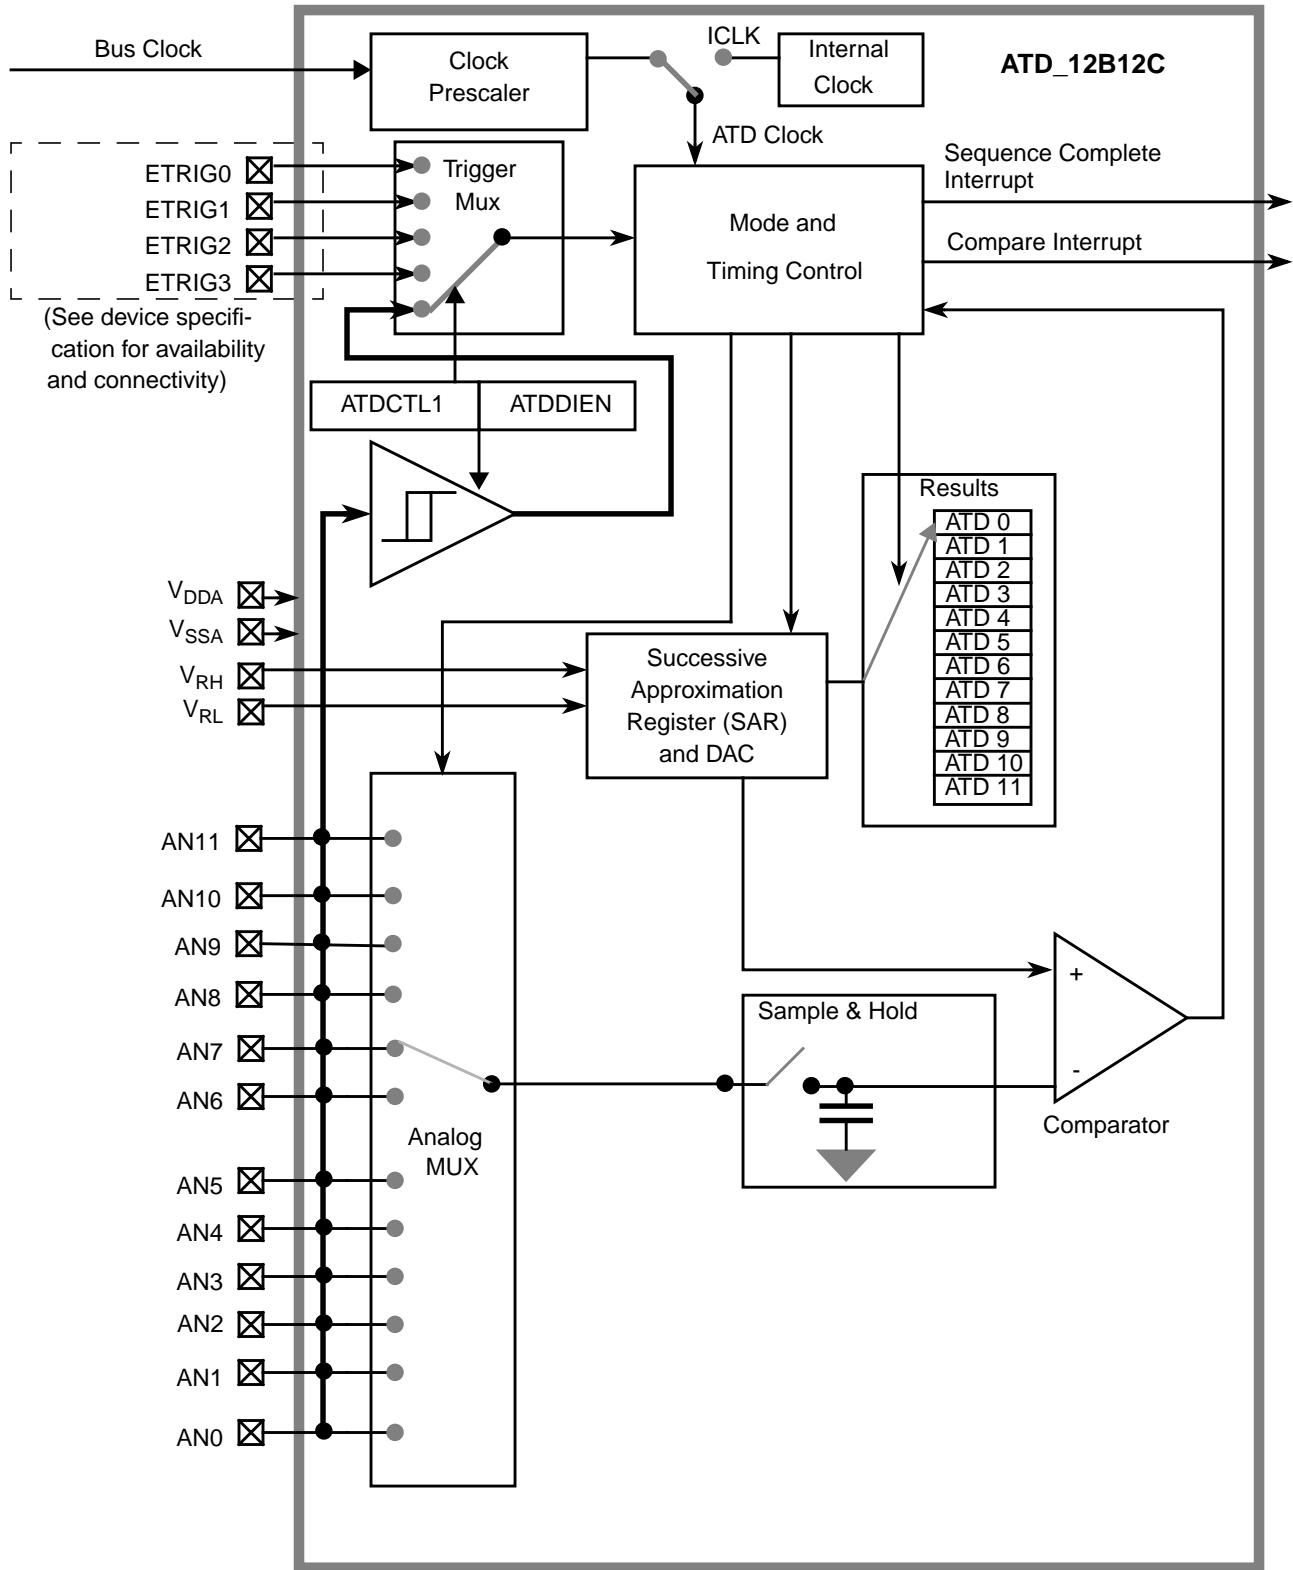 Bus Clock
Clock
Prescaler
ICLK
Internal
Clock
ATD_12B12C
ATD Clock
ETRIG0
ETRIG1
ETRIG2
ETRIG3
(See device specifi-
cation for availability
and connectivity)
Trigger
Mux
Mode and
Timing Control
Sequence Complete
Interrupt
Compare Interrupt
ATDCTL1
ATDDIEN
Results
ATD 0
ATD 1
ATD 2
ATD 3
ATD 4
ATD 5
ATD 6
ATD 7
ATD 8
ATD 9
ATD 10
ATD 11
VDDA
VSSA
VRH
VRL
Successive
Approximation
Register (SAR)
and DAC
AN11
AN10
AN9
AN8
AN7
AN6
AN5
AN4
AN3
AN2
AN1
AN0
Analog
MUX
Sample & Hold
+
-
Comparator